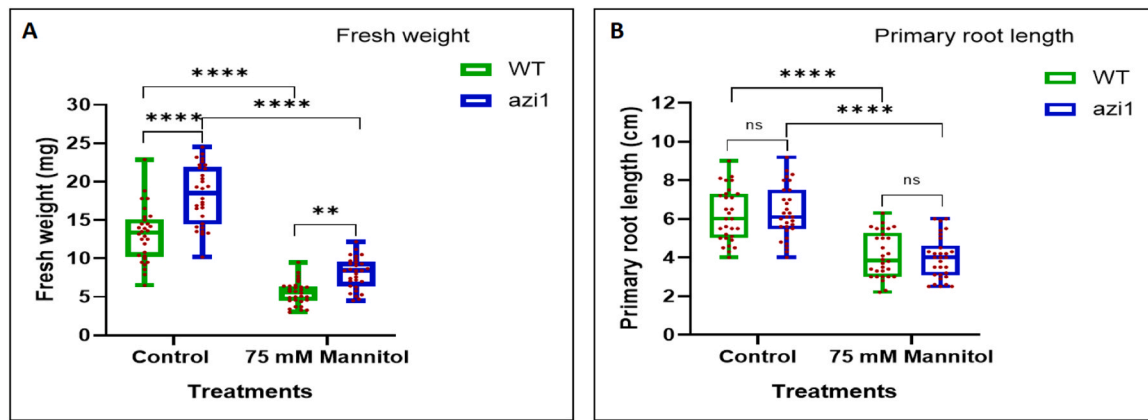 A
Fresh weight
WT
azi1
****
****
****
**
Fresh weight (mg)
30
25
20
15
10
5
0
Control
75 mM Mannitol
Treatments
B
Primary root length
WT
azi1
****
****
ns
ns
Primary root length (cm)
12
10
8
6
4
2
0
Control
75 mM Mannitol
Treatments